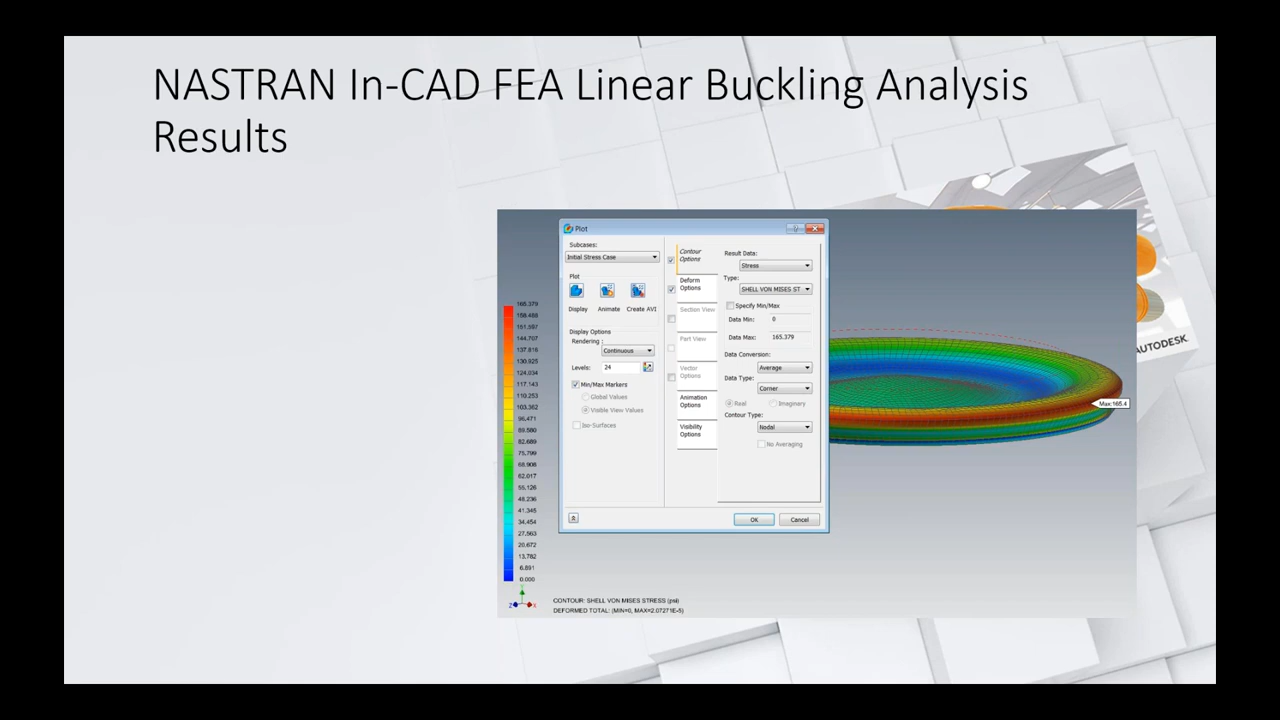 NASTRAN In-CAD FEA Linear Buckling Analysis
Results
AUTODESK
Plot
Subcases:
Initial Stress Case
Plot
Display
Animate
Create AVI
Display Options
Rendering :
Continuous
Levels:
24
Min/Max Markers
Global Values
Visible View Values
Iso-Surfaces
Contour
Options
Deform
Options
Section View
Part View
Vector
Options
Animation
Options
Visibility
Options
Result Data:
Stress
Type:
SHELL VON MISES ST
Specify Min/Max
Data Min: 0
Data Max: 165.379
Data Conversion:
Average
Data Type:
Corner
Real
Imaginary
Contour Type:
Nodal
No Averaging
OK
Cancel
165.379
158.488
151.597
144.707
137.816
130.925
124.034
117.143
110.253
103.362
96.471
89.580
82.689
75.799
68.908
62.017
55.126
48.236
41.345
34.454
27.563
20.672
13.782
6.891
0.000
Max:165.4
Y
Z
X
CONTOUR: SHELL VON MISES STRESS (psi)
DEFORMED TOTAL: (MIN=0, MAX=2.07271E-5)